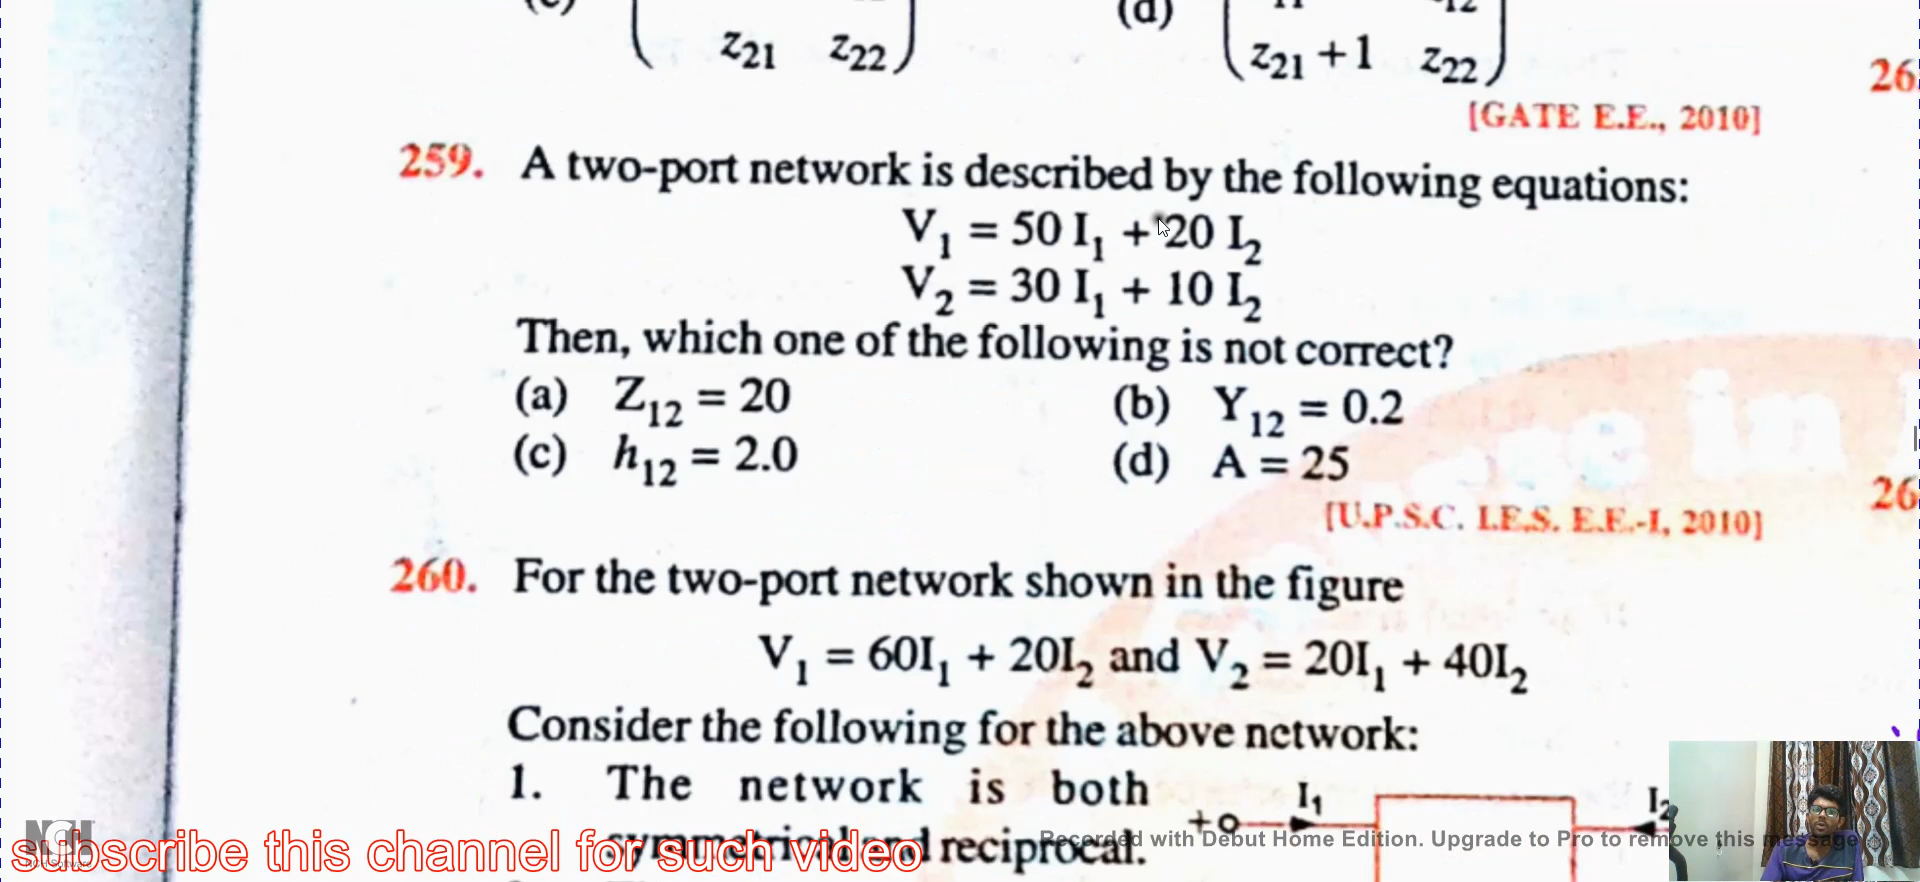 (c) (d)
z21 z22 z21 +1 z22
[GATE E.E., 2010]
26
259. A two-port network is described by the following equations:
V1 = 50 I1 + 20 I2
V2 = 30 I1 + 10 I2
Then, which one of the following is not correct?
(a) Z12 = 20 (b) Y12 = 0.2
(c) h12 = 2.0 (d) A = 25
[U.P.S.C. I.E.S. E.E.-I, 2010]
26
260. For the two-port network shown in the figure
V1 = 60I1 + 20I2 and V2 = 20I1 + 40I2
Consider the following for the above network:
1. The network is both
symmetrical and reciprocal.
+ I1 I2
NCH Software
subscribe this channel for such video
Recorded with Debut Home Edition. Upgrade to Pro to remove this message